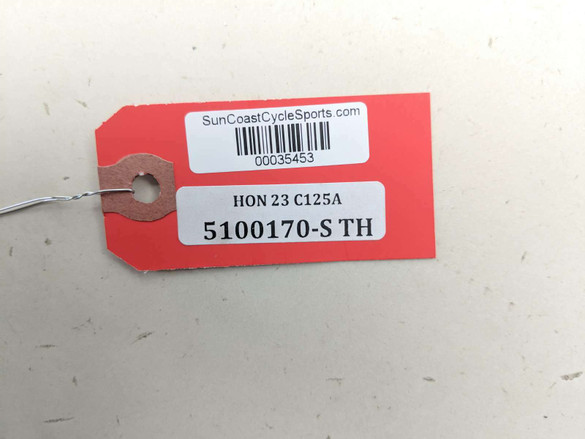 SunCoastCycleSports.com
00035453
HON 23 C125A
5100170-S TH